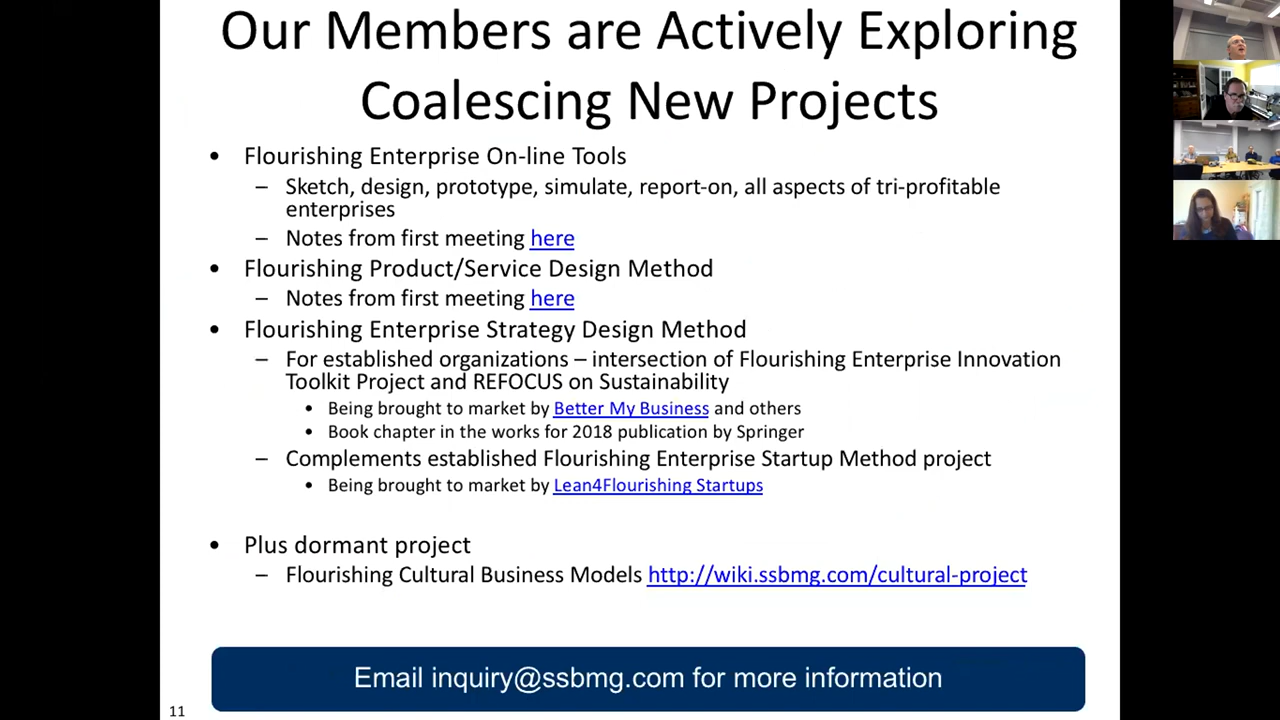 Our Members are Actively Exploring
Coalescing New Projects
• Flourishing Enterprise On-line Tools
– Sketch, design, prototype, simulate, report-on, all aspects of tri-profitable
enterprises
– Notes from first meeting here
• Flourishing Product/Service Design Method
– Notes from first meeting here
• Flourishing Enterprise Strategy Design Method
– For established organizations – intersection of Flourishing Enterprise Innovation
Toolkit Project and REFOCUS on Sustainability
• Being brought to market by Better My Business and others
• Book chapter in the works for 2018 publication by Springer
– Complements established Flourishing Enterprise Startup Method project
• Being brought to market by Lean4Flourishing Startups
• Plus dormant project
– Flourishing Cultural Business Models http://wiki.ssbmg.com/cultural-project
Email inquiry@ssbmg.com for more information
11